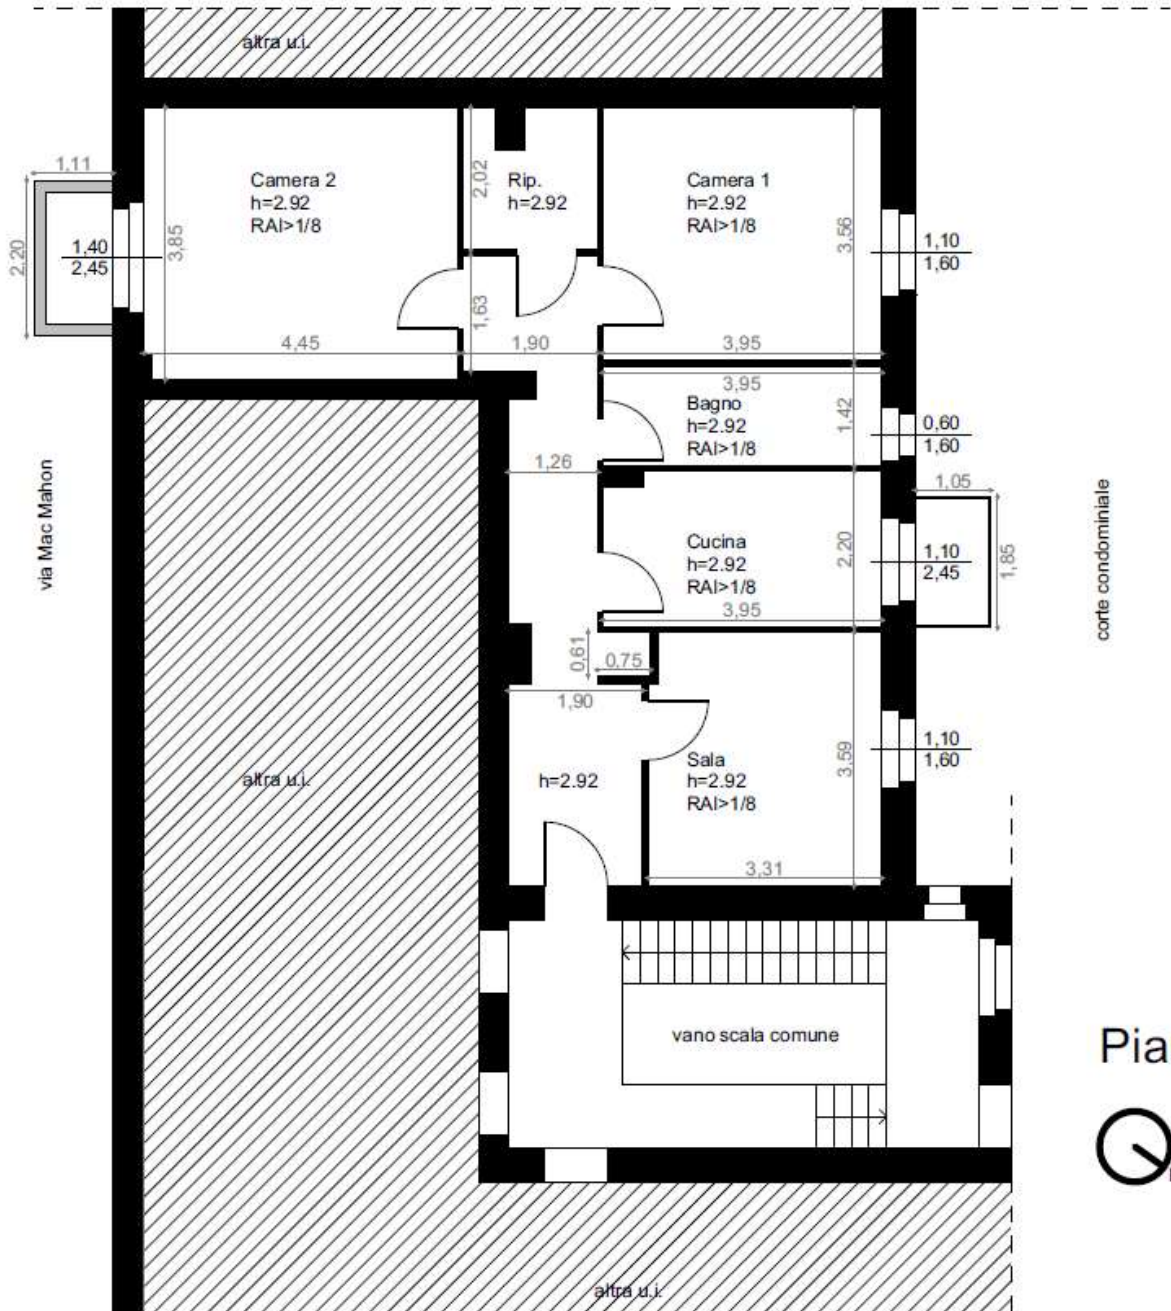 altra u.i.
1,11
2,20
1,40
2,45
3,85
Camera 2
h=2.92
RAI>1/8
4,45
2,02
1,63
Rip.
h=2.92
1,90
Camera 1
h=2.92
RAI>1/8
3,56
3,95
1,10
1,60
3,95
Bagno
h=2.92
RAI>1/8
1,42
0,60
1,60
1,26
1,05
Cucina
h=2.92
RAI>1/8
2,20
3,95
1,10
2,45
1,85
via Mac Mahon
corte condominiale
0,61
0,75
1,90
altra u.i.
h=2.92
Sala
h=2.92
RAI>1/8
3,59
3,31
1,10
1,60
vano scala comune
Pia
altra u.i.